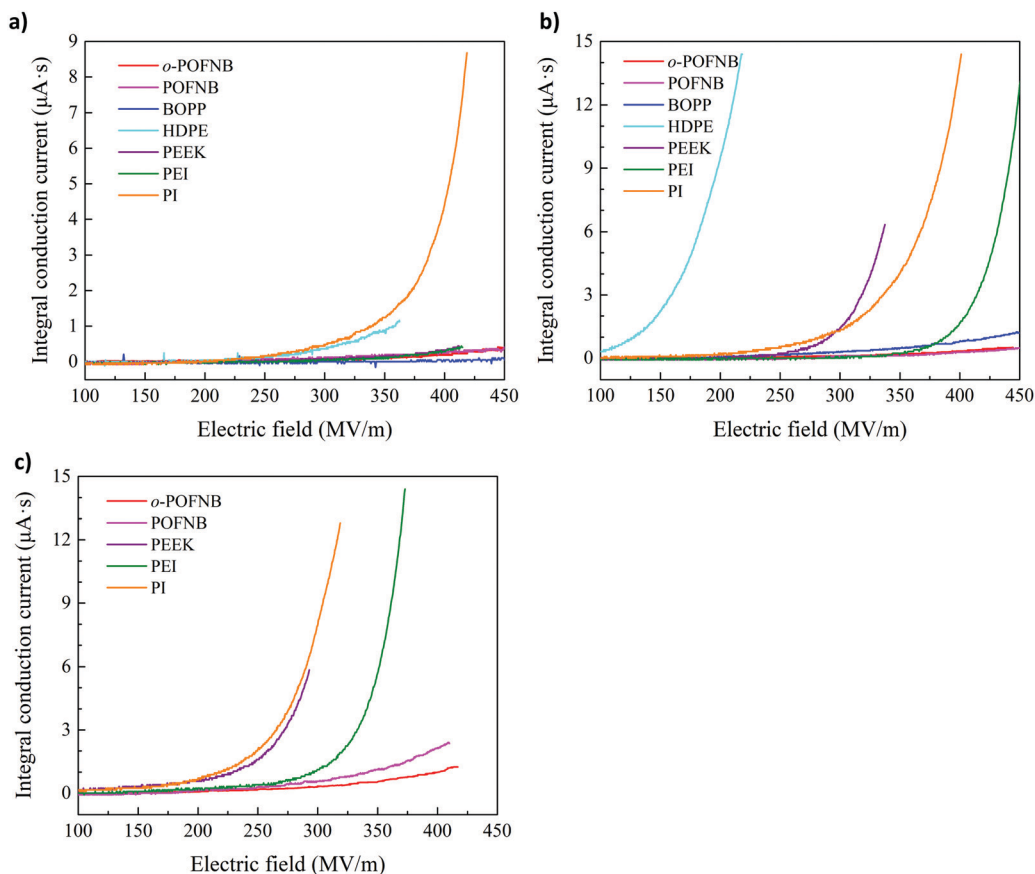 a)
Integral conduction current (μA·s)
9
8
7
6
5
4
3
2
1
0
o-POFNB
POFNB
BOPP
HDPE
PEEK
PEI
PI
100 150 200 250 300 350 400 450
Electric field (MV/m)
b)
Integral conduction current (μA·s)
15
12
9
6
3
0
o-POFNB
POFNB
BOPP
HDPE
PEEK
PEI
PI
100 150 200 250 300 350 400 450
Electric field (MV/m)
c)
Integral conduction current (μA·s)
15
12
9
6
3
0
o-POFNB
POFNB
PEEK
PEI
PI
100 150 200 250 300 350 400 450
Electric field (MV/m)